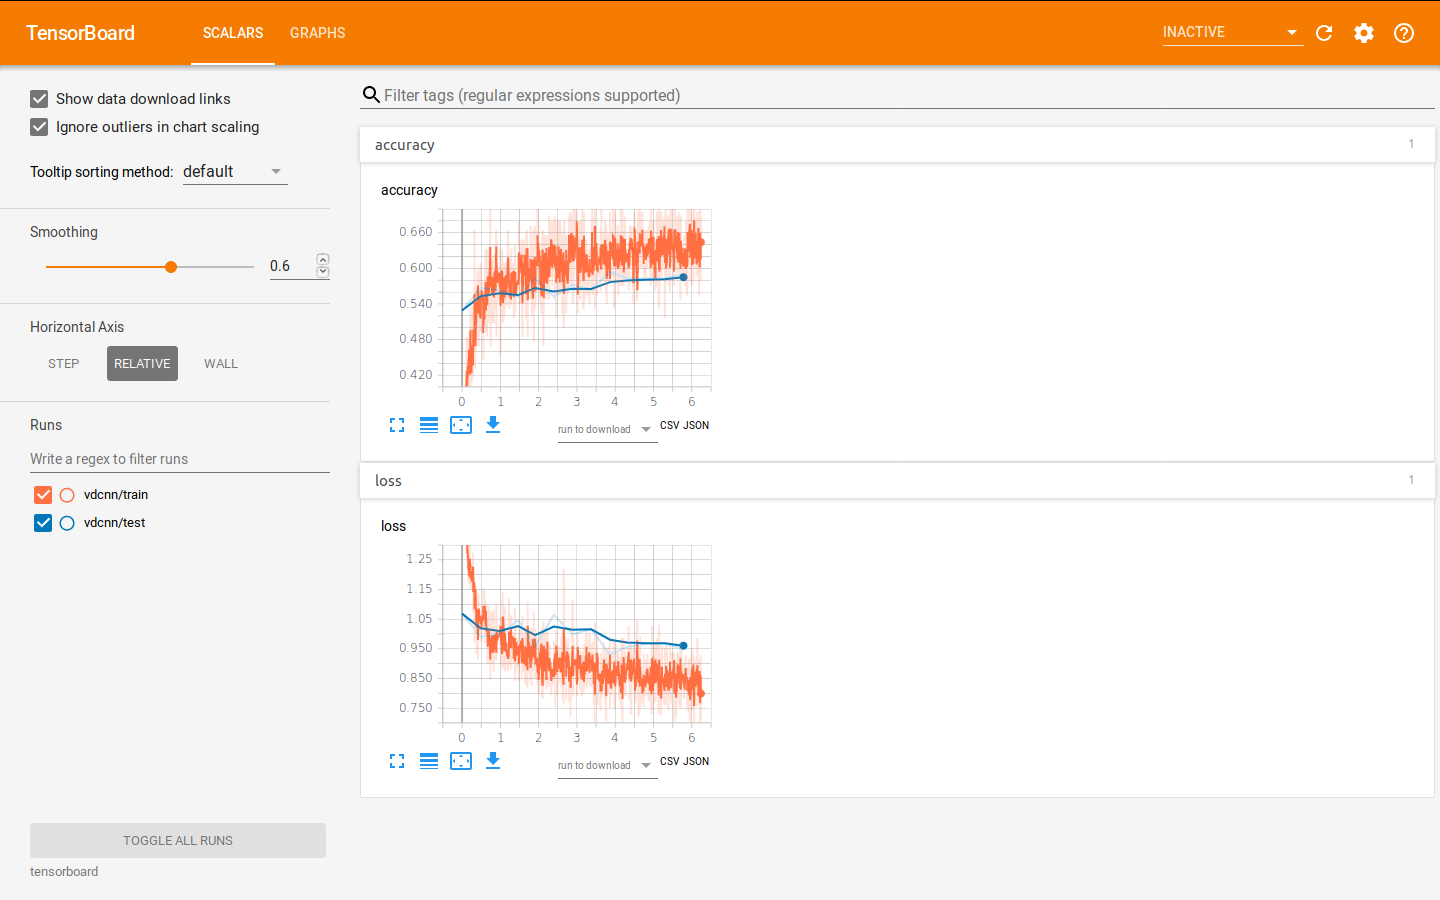 TensorBoard SCALARS GRAPHS INACTIVE
Show data download links
Ignore outliers in chart scaling
Tooltip sorting method: default
Smoothing
0.6
Horizontal Axis
STEP RELATIVE WALL
Runs
Write a regex to filter runs
vdcnn/train
vdcnn/test
TOGGLE ALL RUNS
tensorboard
Filter tags (regular expressions supported)
accuracy 1
accuracy
0.660
0.600
0.540
0.480
0.420
0 1 2 3 4 5 6
run to download CSV JSON
loss 1
loss
1.25
1.15
1.05
0.950
0.850
0.750
0 1 2 3 4 5 6
run to download CSV JSON